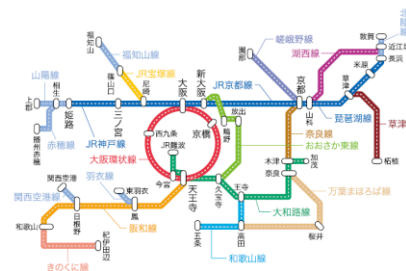 北陸線
敦賀
近江塩
長浜
米原
嵯峨野線
園部
湖西線
福知山
福知山線
JR宝塚線
篠山口
尼崎
大阪
新大阪
JR京都線
京都
山科
草津
琵琶湖線
草津
柘植
山陽線
上郡
相生
播州赤穂
赤穂線
姫路
三ノ宮
JR神戸線
大阪環状線
西九条
JR難波
京橋
放出
鴫野
奈良線
おおさか東線
今宮
天王寺
久宝寺
王寺
木津
加茂
奈良
万葉まほろば線
大和路線
関西空港
関西空港線
羽衣線
東羽衣
鳳
日根野
阪和線
和歌山
紀伊田辺
きのくに線
五条
高田
桜井
和歌山線